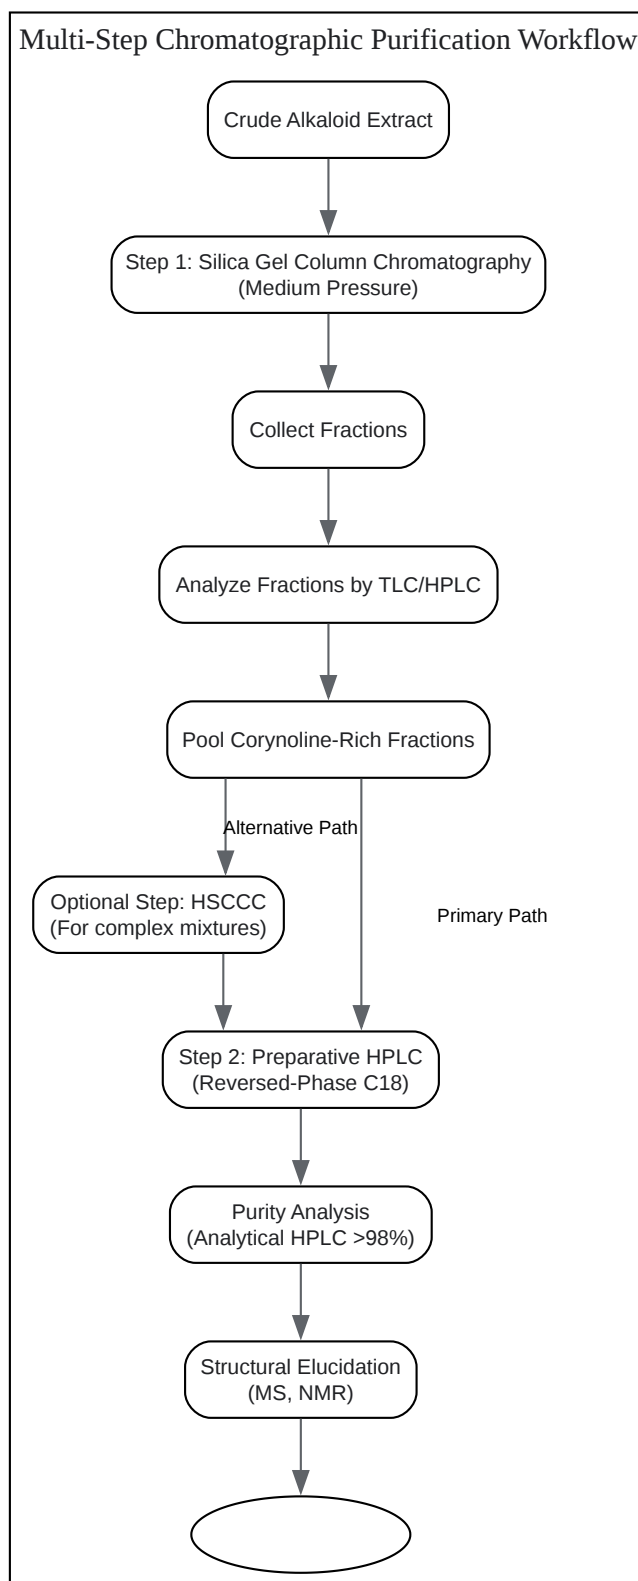 Multi-Step Chromatographic Purification Workflow
Crude Alkaloid Extract
Step 1: Silica Gel Column Chromatography
(Medium Pressure)
Collect Fractions
Analyze Fractions by TLC/HPLC
Pool Corynoline-Rich Fractions
Alternative Path
Optional Step: HSCCC
(For complex mixtures)
Primary Path
Step 2: Preparative HPLC
(Reversed-Phase C18)
Purity Analysis
(Analytical HPLC >98%)
Structural Elucidation
(MS, NMR)